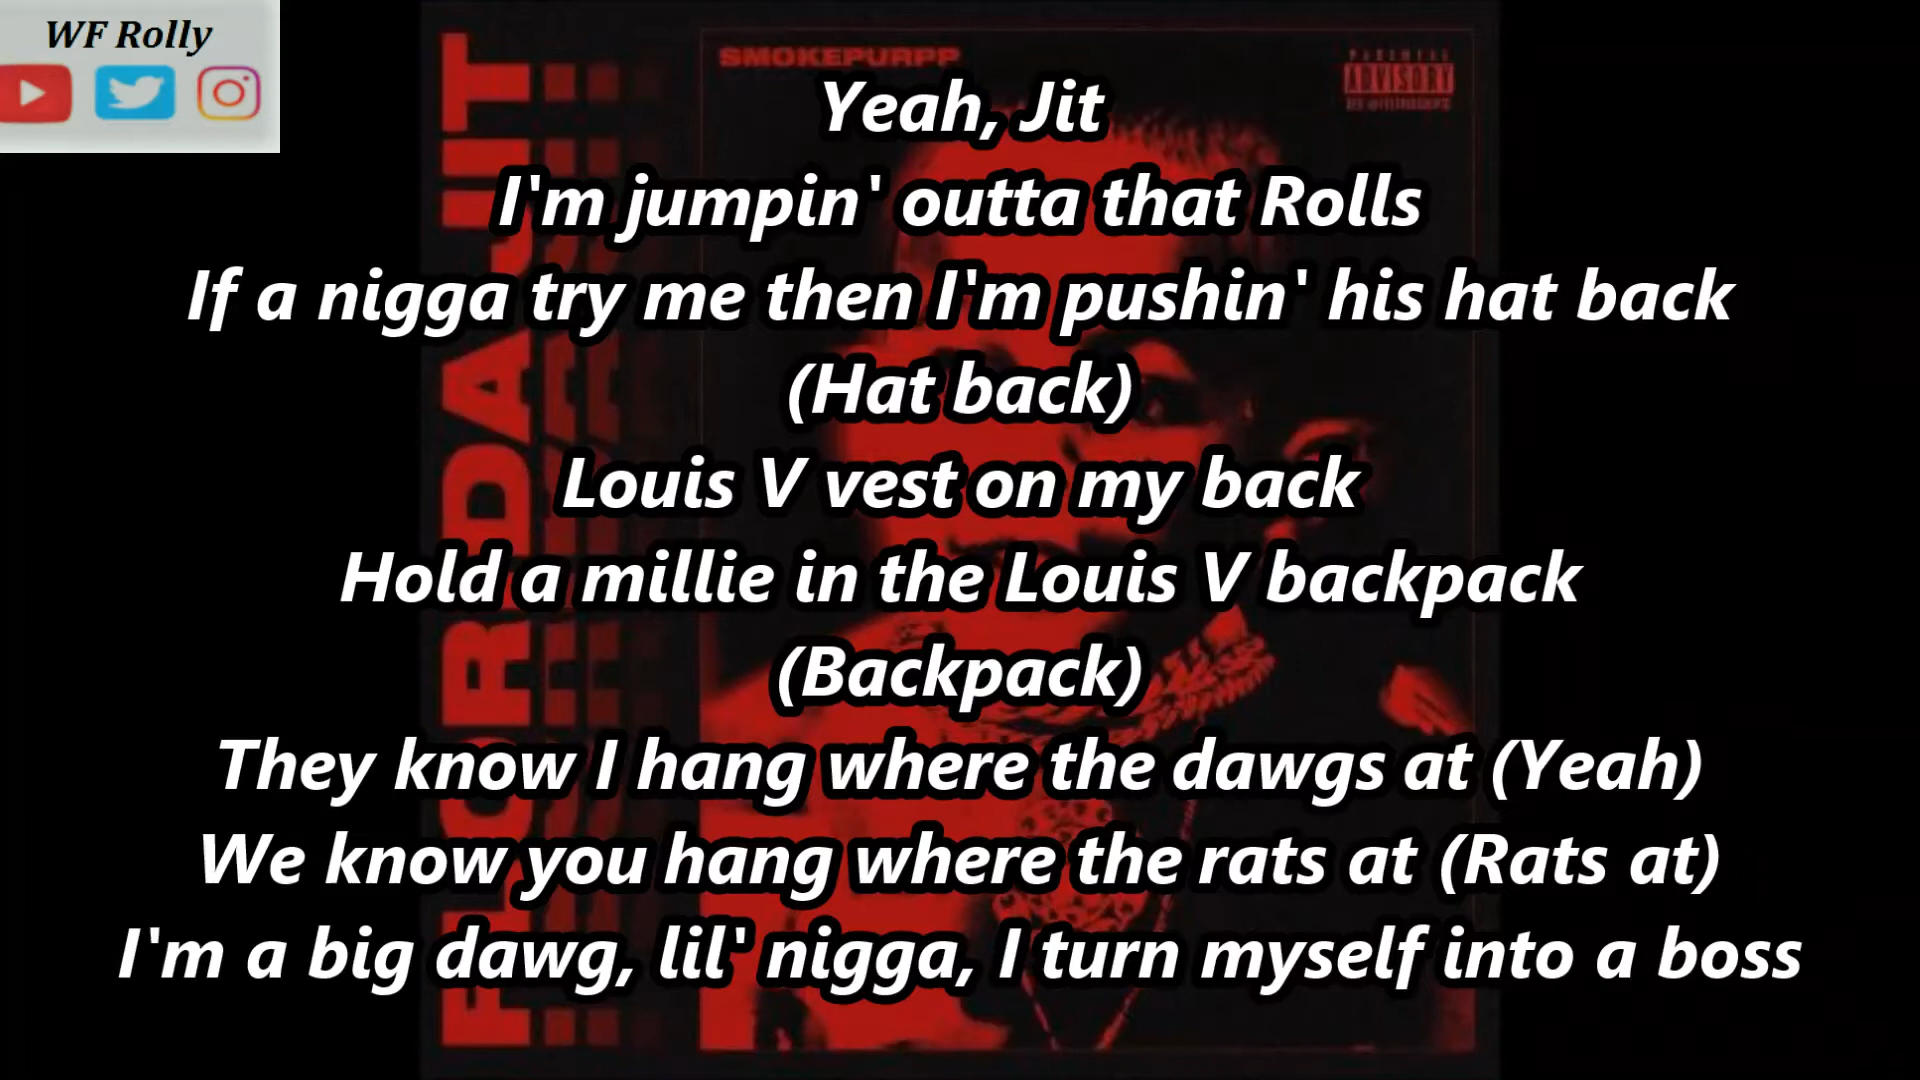 WF Rolly
SMOKEPURPP
PARENTAL
ADVISORY
FLORIDA JIT
Yeah, Jit
I'm jumpin' outta that Rolls
If a nigga try me then I'm pushin' his hat back
(Hat back)
Louis V vest on my back
Hold a millie in the Louis V backpack
(Backpack)
They know I hang where the dawgs at (Yeah)
We know you hang where the rats at (Rats at)
I'm a big dawg, lil' nigga, I turn myself into a boss